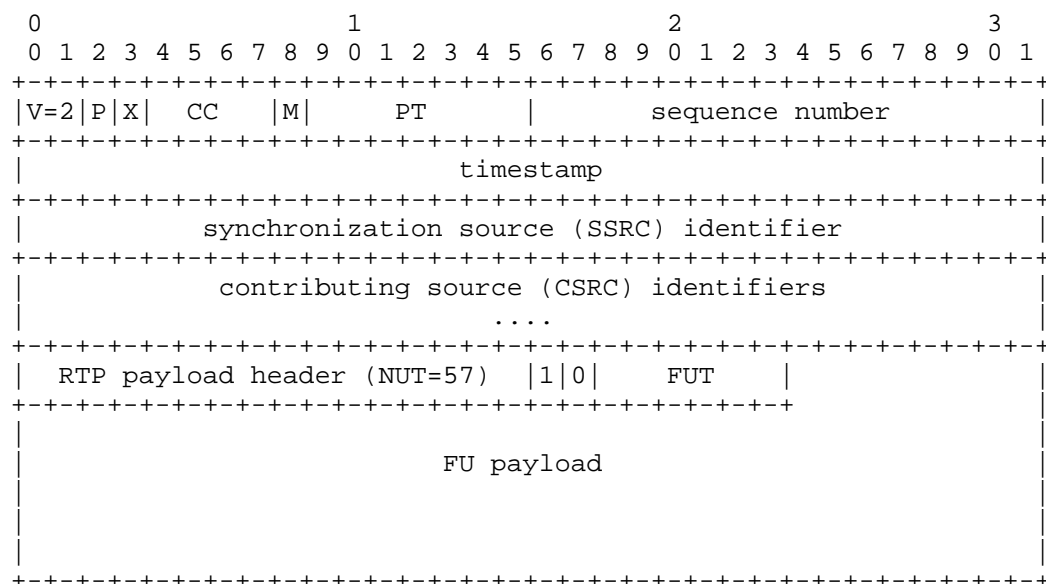 0                   1                   2                   3
 0 1 2 3 4 5 6 7 8 9 0 1 2 3 4 5 6 7 8 9 0 1 2 3 4 5 6 7 8 9 0 1
+-+-+-+-+-+-+-+-+-+-+-+-+-+-+-+-+-+-+-+-+-+-+-+-+-+-+-+-+-+-+-+-+
|V=2|P|X|  CC   |M|     PT      |       sequence number         |
+-+-+-+-+-+-+-+-+-+-+-+-+-+-+-+-+-+-+-+-+-+-+-+-+-+-+-+-+-+-+-+-+
|                           timestamp                           |
+-+-+-+-+-+-+-+-+-+-+-+-+-+-+-+-+-+-+-+-+-+-+-+-+-+-+-+-+-+-+-+-+
|           synchronization source (SSRC) identifier            |
+-+-+-+-+-+-+-+-+-+-+-+-+-+-+-+-+-+-+-+-+-+-+-+-+-+-+-+-+-+-+-+-+
|            contributing source (CSRC) identifiers             |
|                             ....                              |
+-+-+-+-+-+-+-+-+-+-+-+-+-+-+-+-+-+-+-+-+-+-+-+-+-+-+-+-+-+-+-+-+
|  RTP payload header (NUT=57)  |1|0|    FUT    |               |
+-+-+-+-+-+-+-+-+-+-+-+-+-+-+-+-+-+-+-+-+-+-+-+-+               |
|                                                               |
|                          FU payload                           |
|                                                               |
|                                                               |
|                                                               |
+-+-+-+-+-+-+-+-+-+-+-+-+-+-+-+-+-+-+-+-+-+-+-+-+-+-+-+-+-+-+-+-+